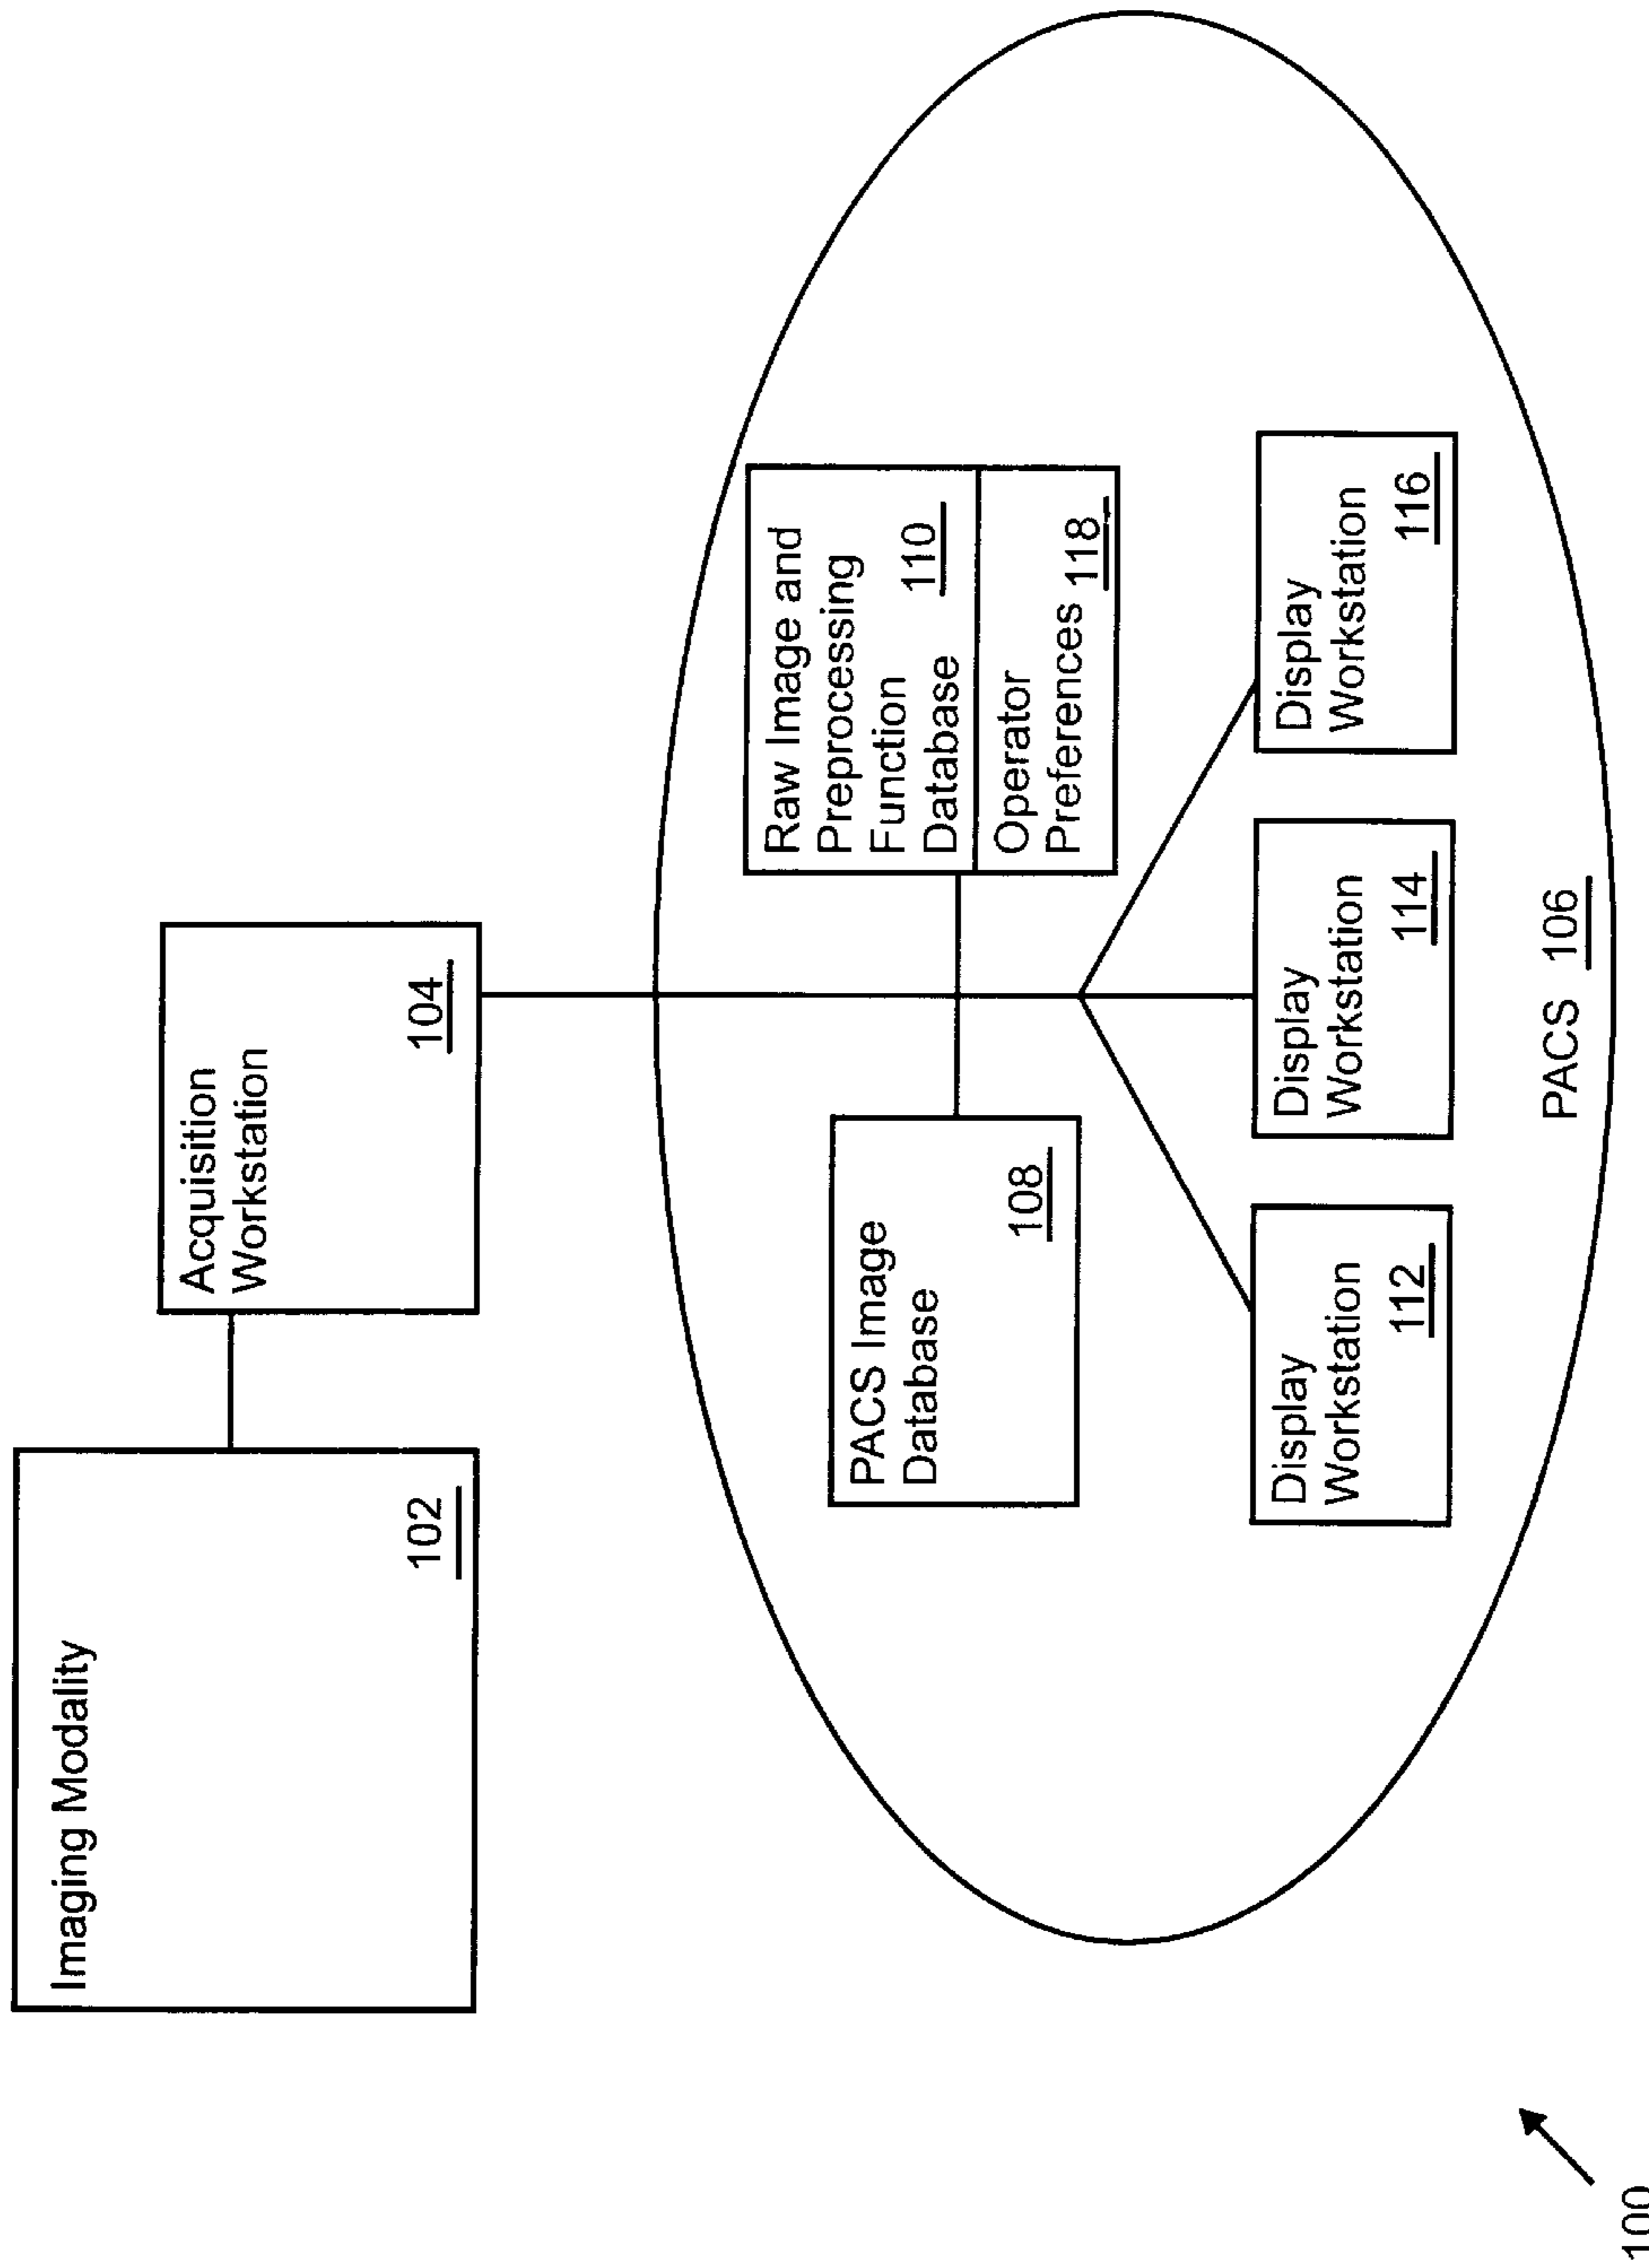 Imaging Modality
102
Acquisition
Workstation
104
PACS Image
Database
108
Raw Image and
Preprocessing
Function
Database 110
Operator
Preferences 118
Display
Workstation
112
Display
Workstation
114
Display
Workstation
116
PACS 106
100